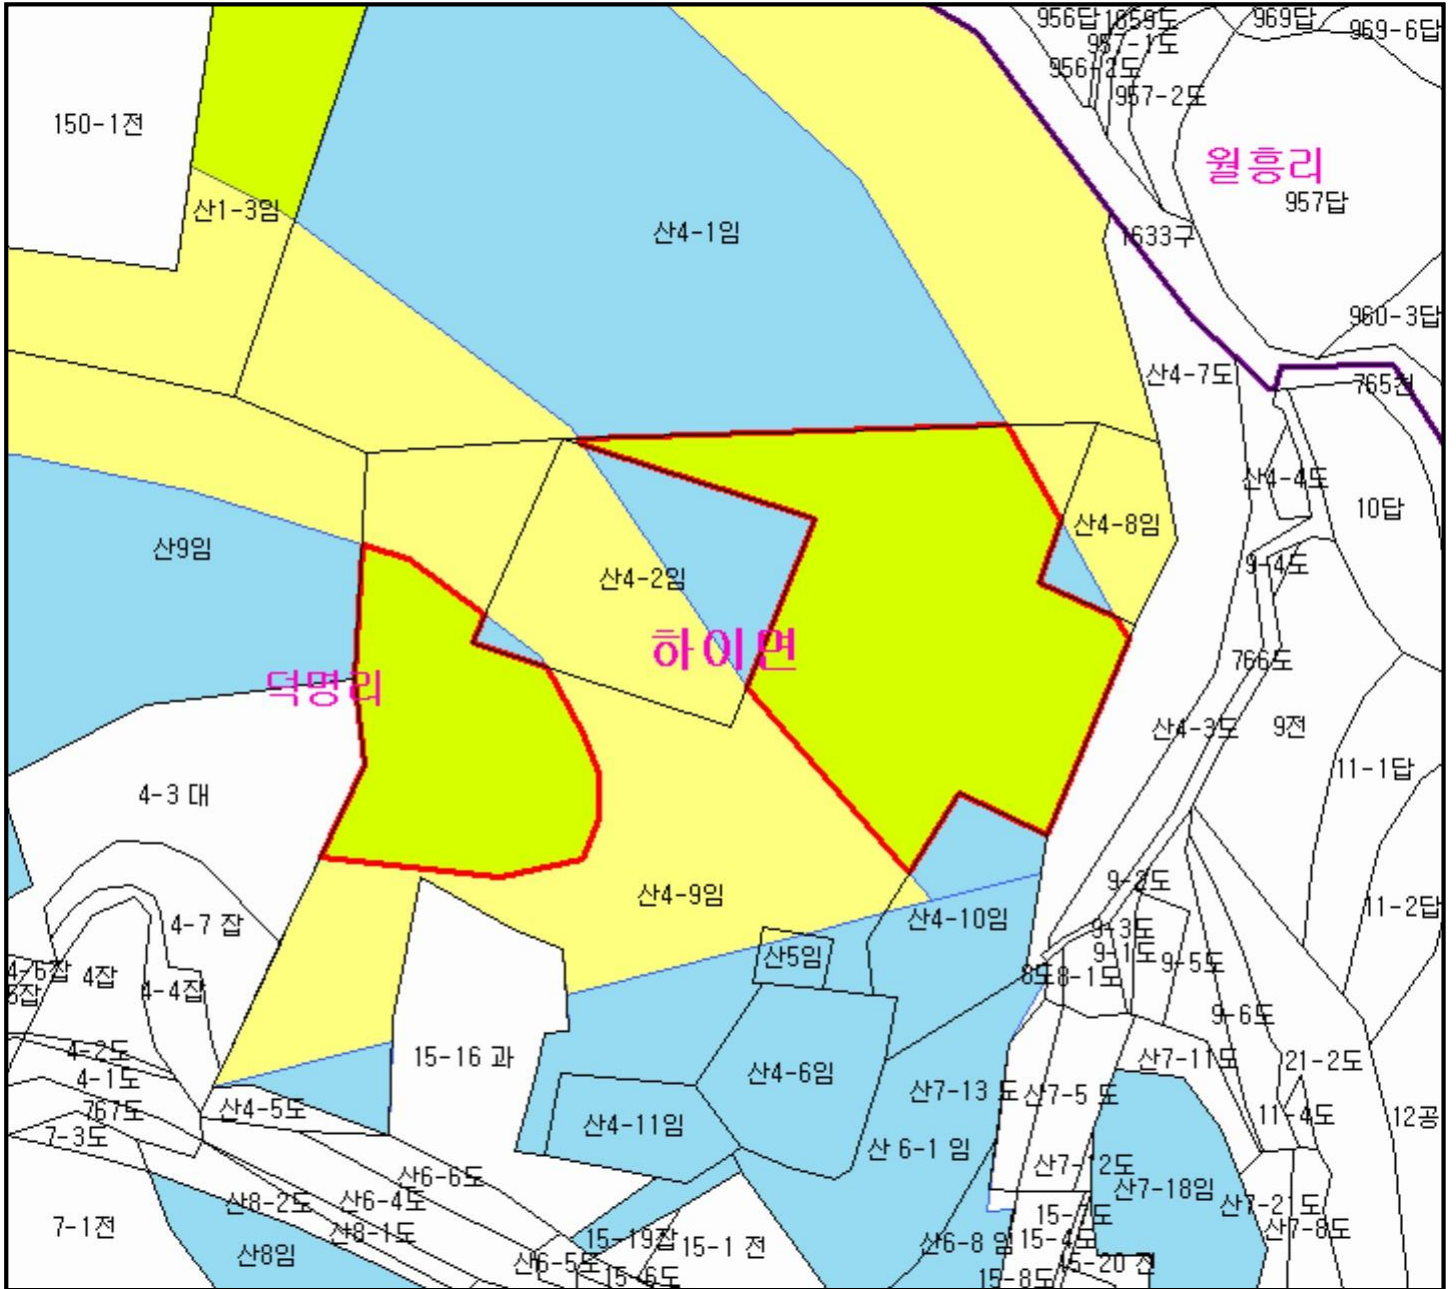 956답
1659도
969답
969-6답
957-1도
956-2도
957-2도
150-1전
월흥리
957답
산1-3임
산4-1임
1633구
960-3답
산4-7도
765전
산4-4도
10답
산4-8임
산9임
9-4도
산4-2임
하이면
766도
덕명리
산4-3도
9전
11-1답
4-3 대
9-2도
산4-9임
11-2답
산4-10임
4-7 잡
9-3도
9-1도
산5임
9-5도
4-6잡
4잡
8도
8-1도
4-4잡
9-6도
4-2도
15-16 과
산7-11도
21-2도
4-1도
산4-6임
산7-13 도
산7-5 도
767도
산4-5도
11-4도
12공
7-3도
산4-11임
산 6-1 임
산6-6도
산7-12도
산7-18임
산8-2도
산6-4도
산7-21도
7-1전
산8-1도
산7-8도
15-19잡
15-1 전
산6-8 임
15-4도
산8임
산6-5도
15-6도
15-8도
15-20 전